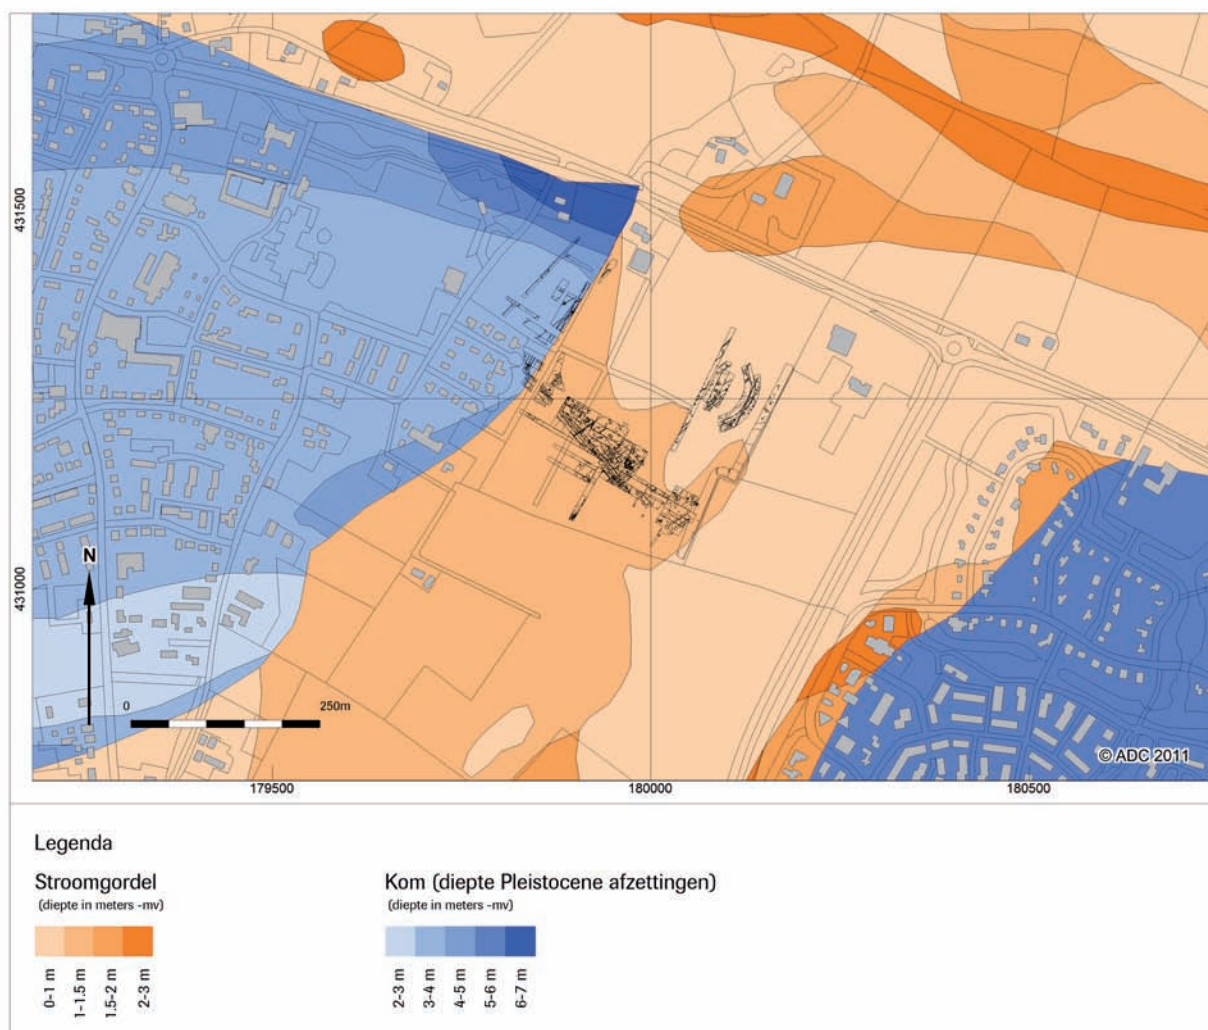 431500
431000
N
0 250m
© ADC 2011
179500 180000 180500
Legenda
Stroomgordel
(diepte in meters -mv)
0-1 m
1-1.5 m
1.5-2 m
2-3 m
Kom (diepte Pleistocene afzettingen)
(diepte in meters -mv)
2-3 m
3-4 m
4-5 m
5-6 m
6-7 m